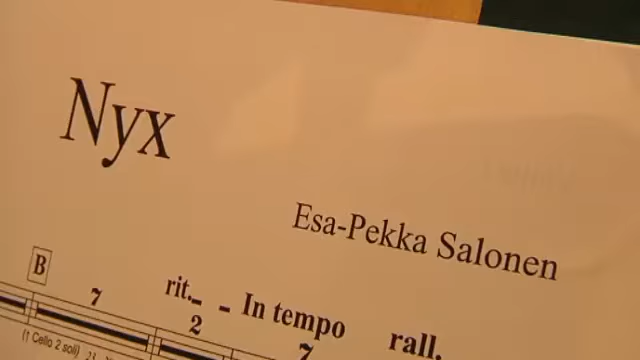 Nyx
Esa-Pekka Salonen
B
7 rit. 2 In tempo 7 rall.
(1 Cello 2 soli)